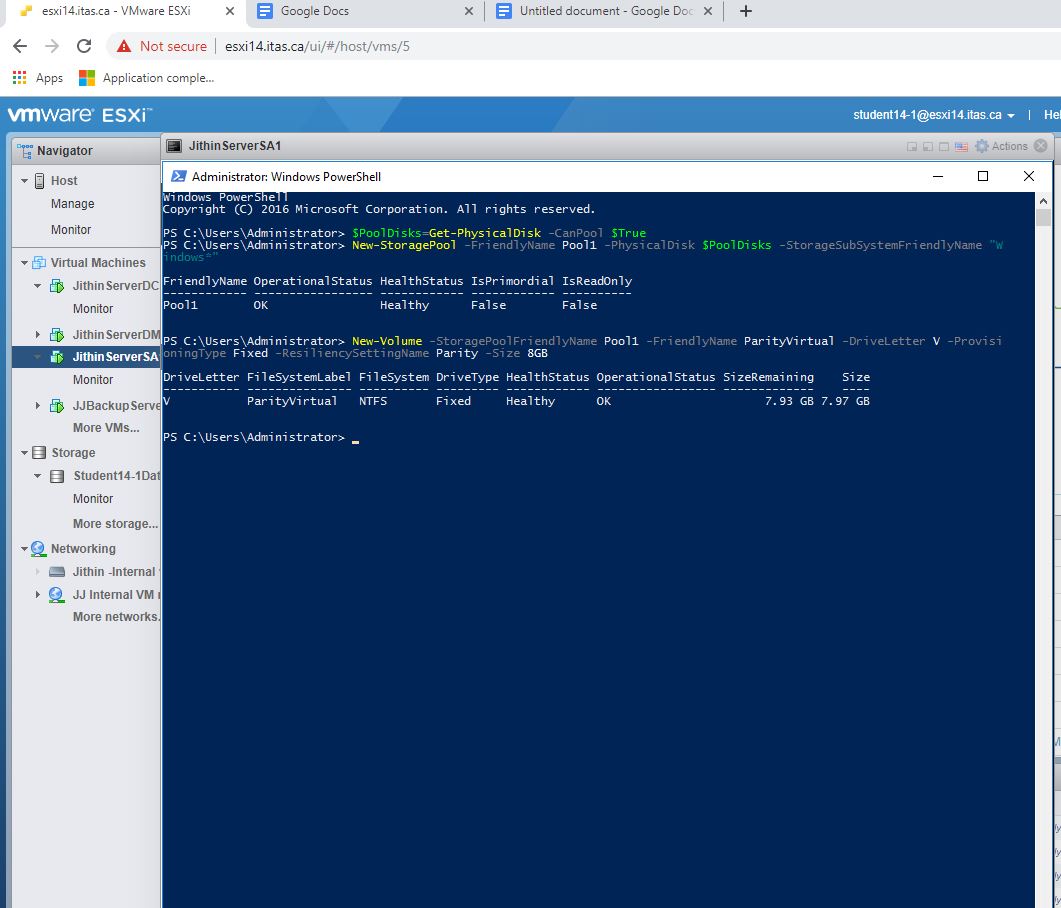 esxi14.itas.ca - VMware ESXi
Google Docs
Untitled document - Google Doc
Not secure
esxi14.itas.ca/ui/#/host/vms/5
Apps
Application comple...
vmware ESXi™
student14-1@esxi14.itas.ca
Hel
Navigator
JithinServerSA1
Actions
Host
Manage
Monitor
Virtual Machines
JithinServerDC
Monitor
JithinServerDM
JithinServerSA
Monitor
JJBackupServe
More VMs...
Storage
Student14-1Dat
Monitor
More storage...
Networking
Jithin -Internal
JJ Internal VM
More networks.
Administrator: Windows PowerShell
Windows PowerShell
Copyright (C) 2016 Microsoft Corporation. All rights reserved.
PS C:\Users\Administrator> $PoolDisks=Get-PhysicalDisk -CanPool $True
PS C:\Users\Administrator> New-StoragePool -FriendlyName Pool1 -PhysicalDisk $PoolDisks -StorageSubSystemFriendlyName "W
indows*"
FriendlyName OperationalStatus HealthStatus IsPrimordial IsReadOnly
------------ ----------------- ------------ ------------ ----------
Pool1 OK Healthy False False
PS C:\Users\Administrator> New-Volume -StoragePoolFriendlyName Pool1 -FriendlyName ParityVirtual -DriveLetter V -Provisi
oningType Fixed -ResiliencySettingName Parity -Size 8GB
DriveLetter FileSystemLabel FileSystem DriveType HealthStatus OperationalStatus SizeRemaining Size
----------- --------------- ---------- --------- ------------ ----------------- ------------- ----
V ParityVirtual NTFS Fixed Healthy OK 7.93 GB 7.97 GB
PS C:\Users\Administrator>